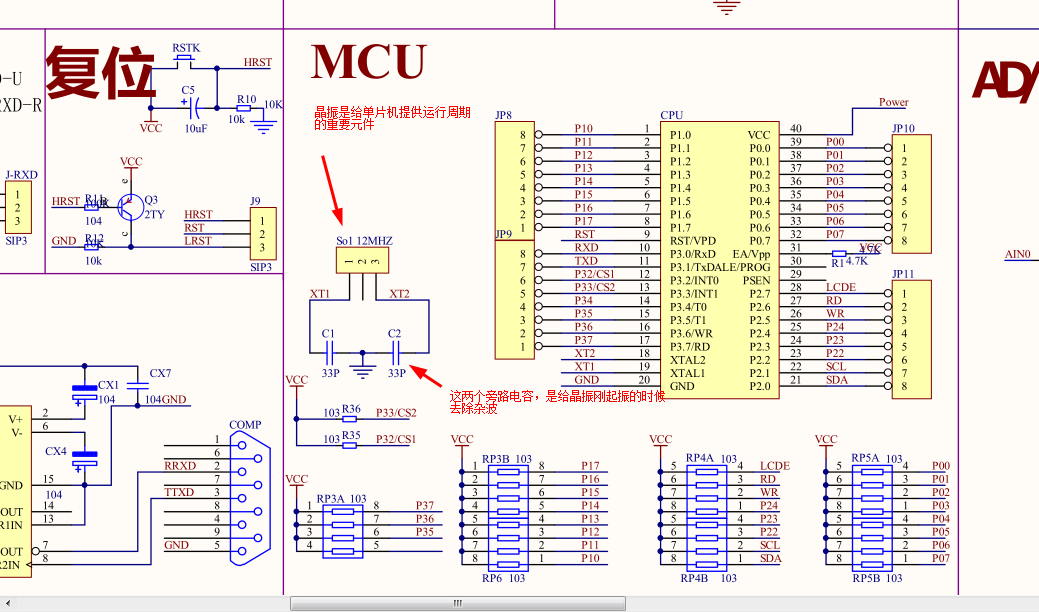 复位
MCU
AD/
D-U
RXD-R
RSTK
HRST
C5
R10
10K
10k
VCC
10uF
晶振是给单片机提供运行周期
的重要元件
J-RXD
1
2
3
SIP3
VCC
e
HRST
104
Q3
2TY
c
GND
R12
10k
HRST
RST
LRST
J9
1
2
3
SIP3
So1 12MHZ
1 2 3
XT1
XT2
C1
C2
33P
33P
这两个旁路电容，是给晶振刚起振的时候
去除杂波
JP8
8 P10 1 P1.0
7 P11 2 P1.1
6 P12 3 P1.2
5 P13 4 P1.3
4 P14 5 P1.4
3 P15 6 P1.5
2 P16 7 P1.6
1 P17 8 P1.7
JP9
RST 9 RST/VPD
8 RXD 10 P3.0/RxD
7 TXD 11 P3.1/TxD
6 P32/CS1 12 P3.2/INT0
5 P33/CS2 13 P3.3/INT1
4 P34 14 P3.4/T0
3 P35 15 P3.5/T1
2 P36 16 P3.6/WR
1 P37 17 P3.7/RD
XT2 18 XTAL2
XT1 19 XTAL1
GND 20 GND
CPU
Power
VCC 40
JP10
P0.0 39 P00 1
P0.1 38 P01 2
P0.2 37 P02 3
P0.3 36 P03 4
P0.4 35 P04 5
P0.5 34 P05 6
P0.6 33 P06 7
P0.7 32 P07 8
EA/Vpp 31 VCC
R1 4.7K
4.7K
ALE/PROG 30
PSEN 29
JP11
P2.7 28 LCDE 1
P2.6 27 RD 2
P2.5 26 WR 3
P2.4 25 P24 4
P2.3 24 P23 5
P2.2 23 P22 6
P2.1 22 SCL 7
P2.0 21 SDA 8
AIN0
CX1
104
CX7
104GND
CX4
V+ 2
V- 6
GND 15
104
OUT 14
R1IN 13
OUT 7
R2IN 8
COMP
1
6
RRXD 2
7
TTXD 3
8
4
9
GND 5
VCC
103 R36 P33/CS2
103 R35 P32/CS1
VCC
RP3A 103
1 8 P37
2 7 P36
3 6 P35
4 5
VCC
RP3B 103
1 8 P17
2 7 P16
3 6 P15
4 5 P14
5 4 P13
6 3 P12
7 2 P11
8 1 P10
RP6 103
VCC
RP4A 103
5 4 LCDE
6 3 RD
7 2 WR
8 1 P24
5 4 P23
6 3 P22
7 2 SCL
8 1 SDA
RP4B 103
VCC
RP5A 103
5 4 P00
6 3 P01
7 2 P02
8 1 P03
5 4 P04
6 3 P05
7 2 P06
8 1 P07
RP5B 103